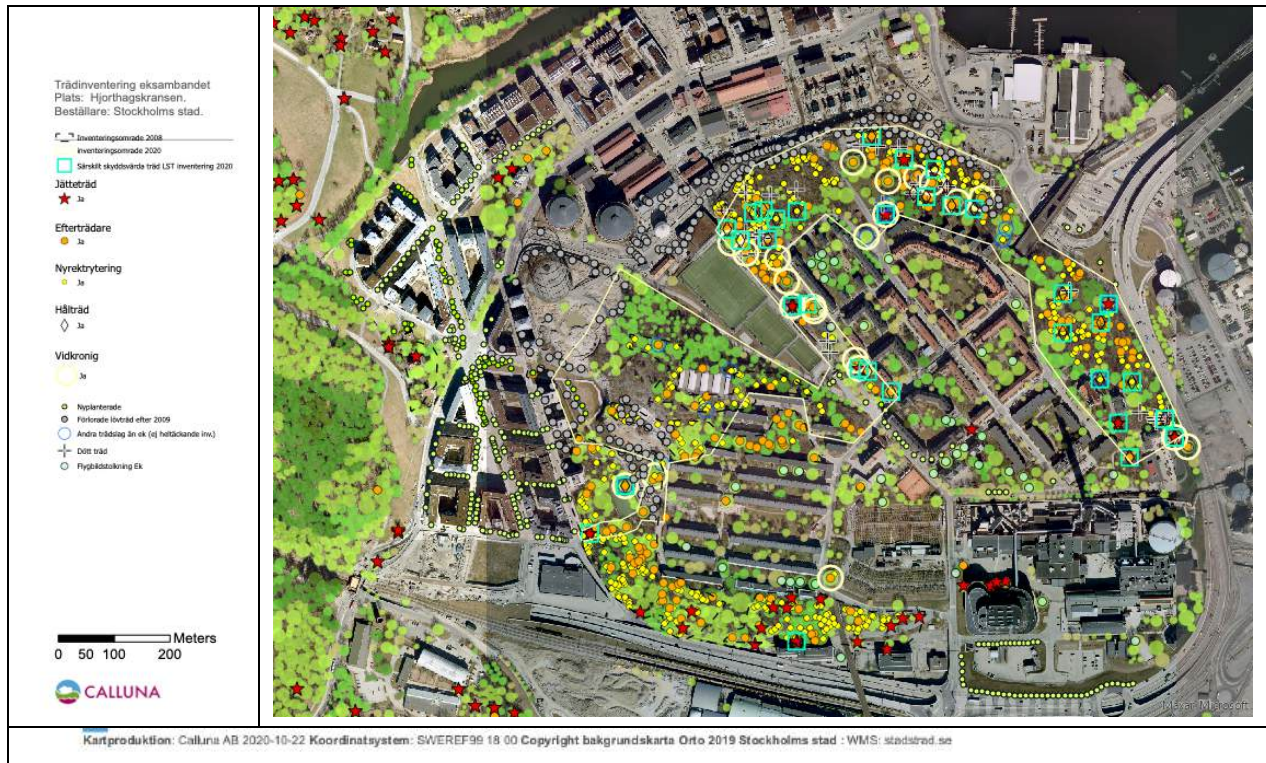 Trädinventering eksambandet
Plats: Hjorthagskransen.
Beställare: Stockholms stad.
Inventeringsområde 2008
inventeringsområde 2020
Särskilt skyddsvärda träd LST inventering 2020
Jätteträd
Ja
Efterträdare
Ja
Nyrektrytering
Ja
Hålträd
Ja
Vidkronig
Ja
Nyplanterade
Förlorade lövträd efter 2009
Andra trädslag än ek (ej heltäckande inv.)
Dött träd
Flygbildstolkning Ek
Meters
0 50 100 200
CALLUNA
Maxar, Microsoft
Kartproduktion: Calluna AB 2020-10-22 Koordinatsystem: SWEREF99 18 00 Copyright bakgrundskarta Orto 2019 Stockholms stad : WMS: stadstrad.se